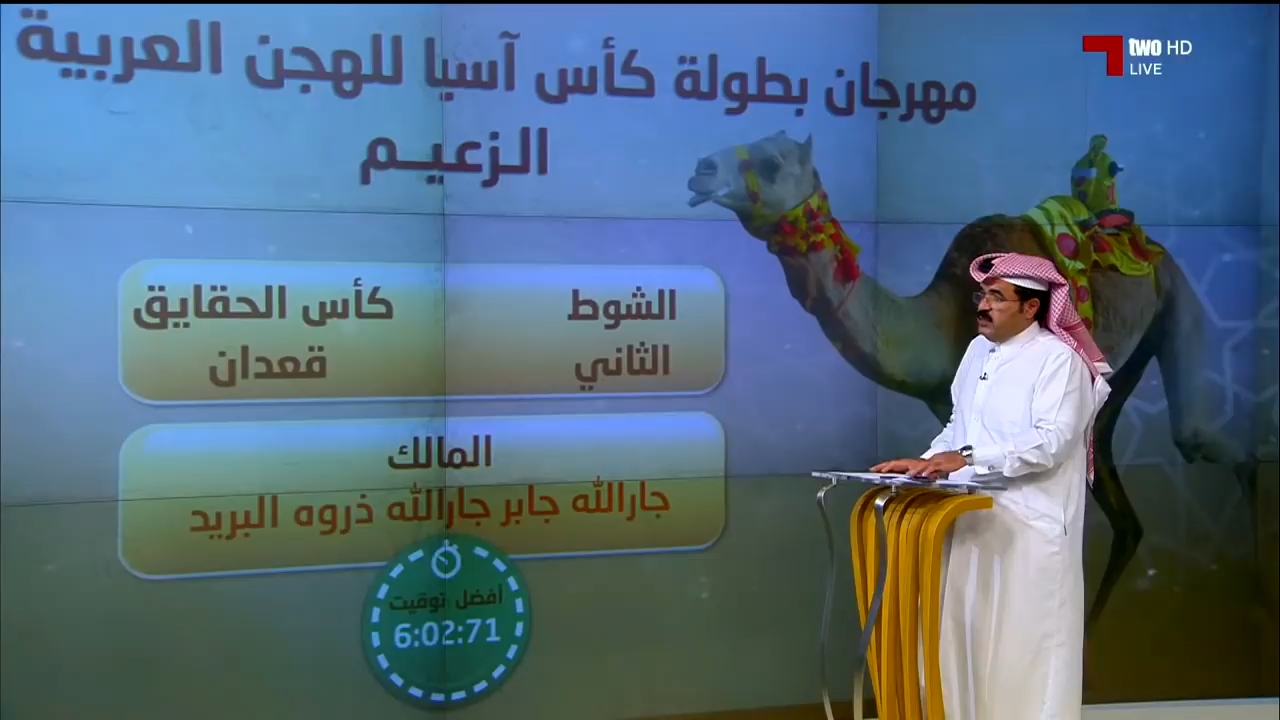 مهرجان بطولة كأس آسيا للهجن العربية
الزعيم
الشوط
الثاني
كأس الحقايق
قعدان
المالك
جارالله جابر جارالله ذروه البريد
أفضل توقيت
6:02:71
two HD
LIVE